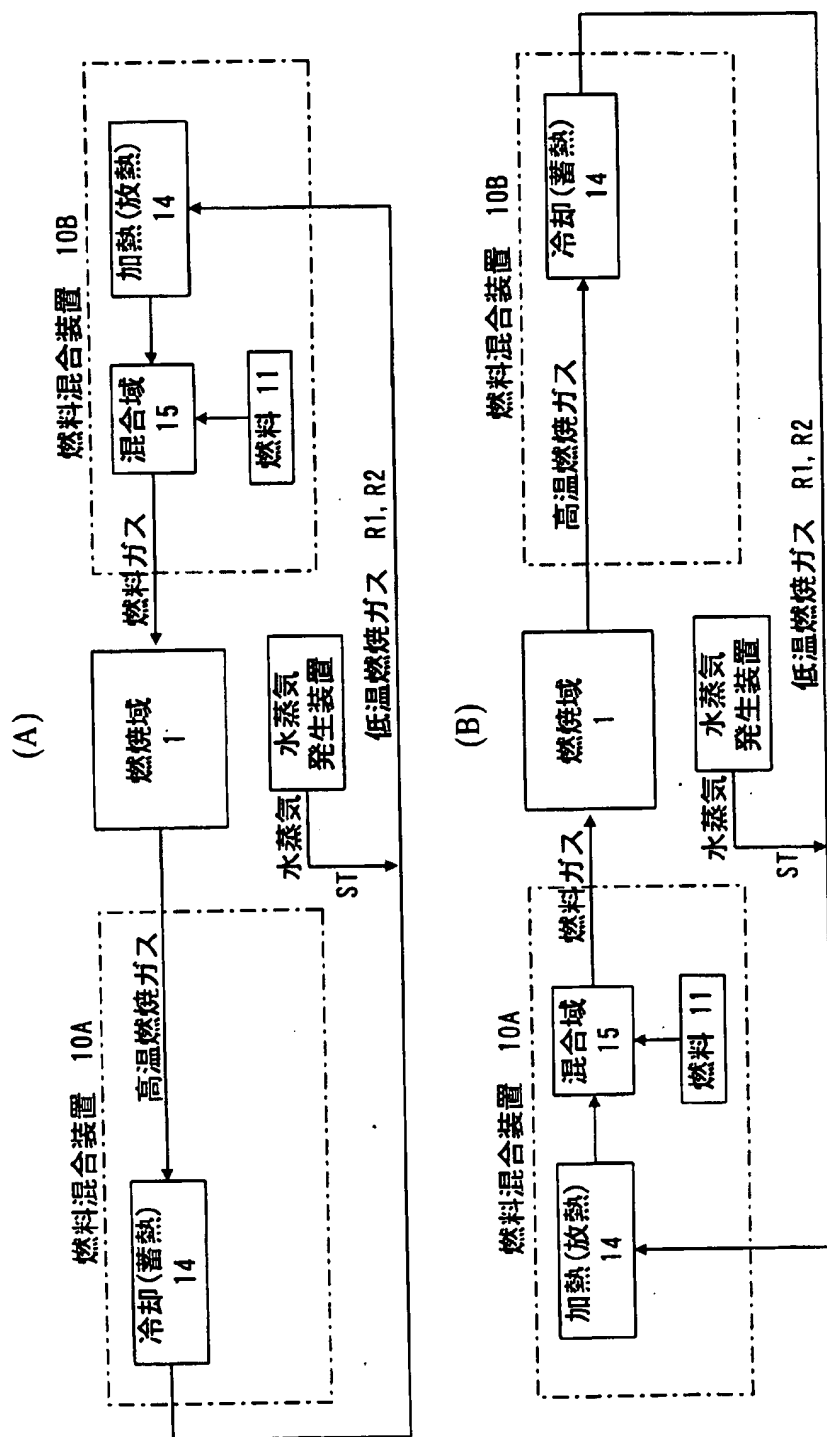 (A)
燃料混合装置 10A
冷却(蓄熱)
14
高温燃焼ガス
燃焼域
1
水蒸気
ST
水蒸気
発生装置
低温燃焼ガス R1, R2
燃料ガス
燃料混合装置 10B
混合域
15
燃料 11
加熱(放熱)
14
(B)
燃料混合装置 10A
加熱(放熱)
14
混合域
15
燃料 11
燃料ガス
燃焼域
1
水蒸気
ST
水蒸気
発生装置
低温燃焼ガス R1, R2
高温燃焼ガス
燃料混合装置 10B
冷却(蓄熱)
14